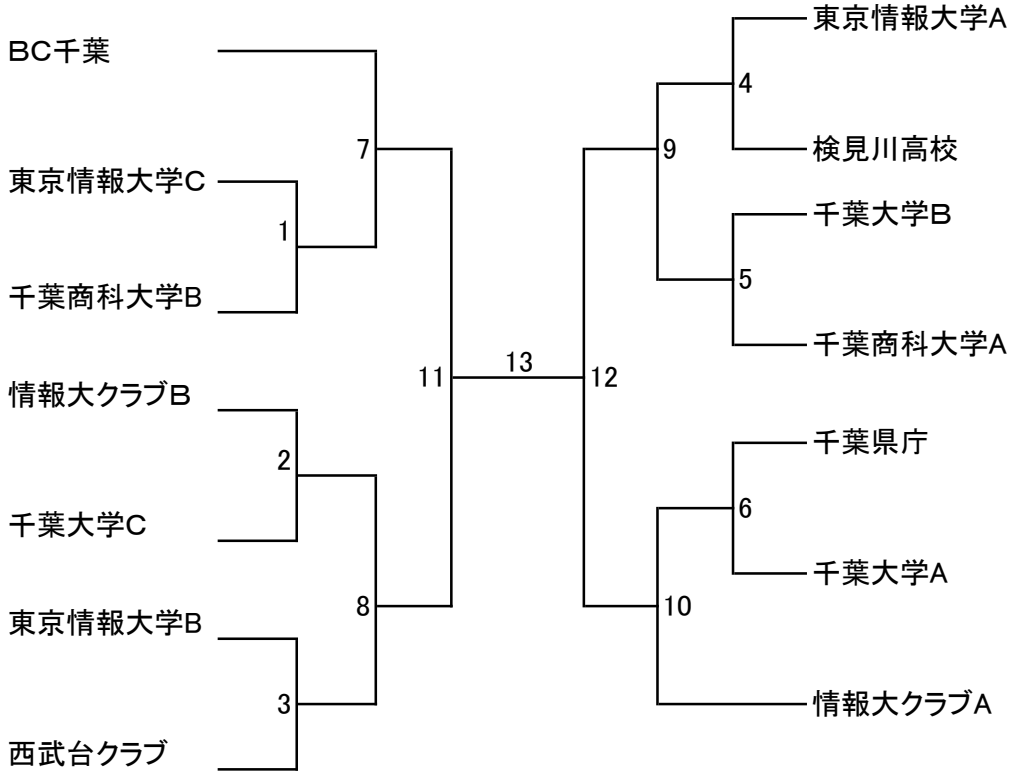 BC千葉
7
東京情報大学C
1
千葉商科大学B
情報大クラブB
2
千葉大学C
8
東京情報大学B
3
西武台クラブ
11
13
12
東京情報大学A
4
9
検見川高校
千葉大学B
5
千葉商科大学A
千葉県庁
6
千葉大学A
10
情報大クラブA